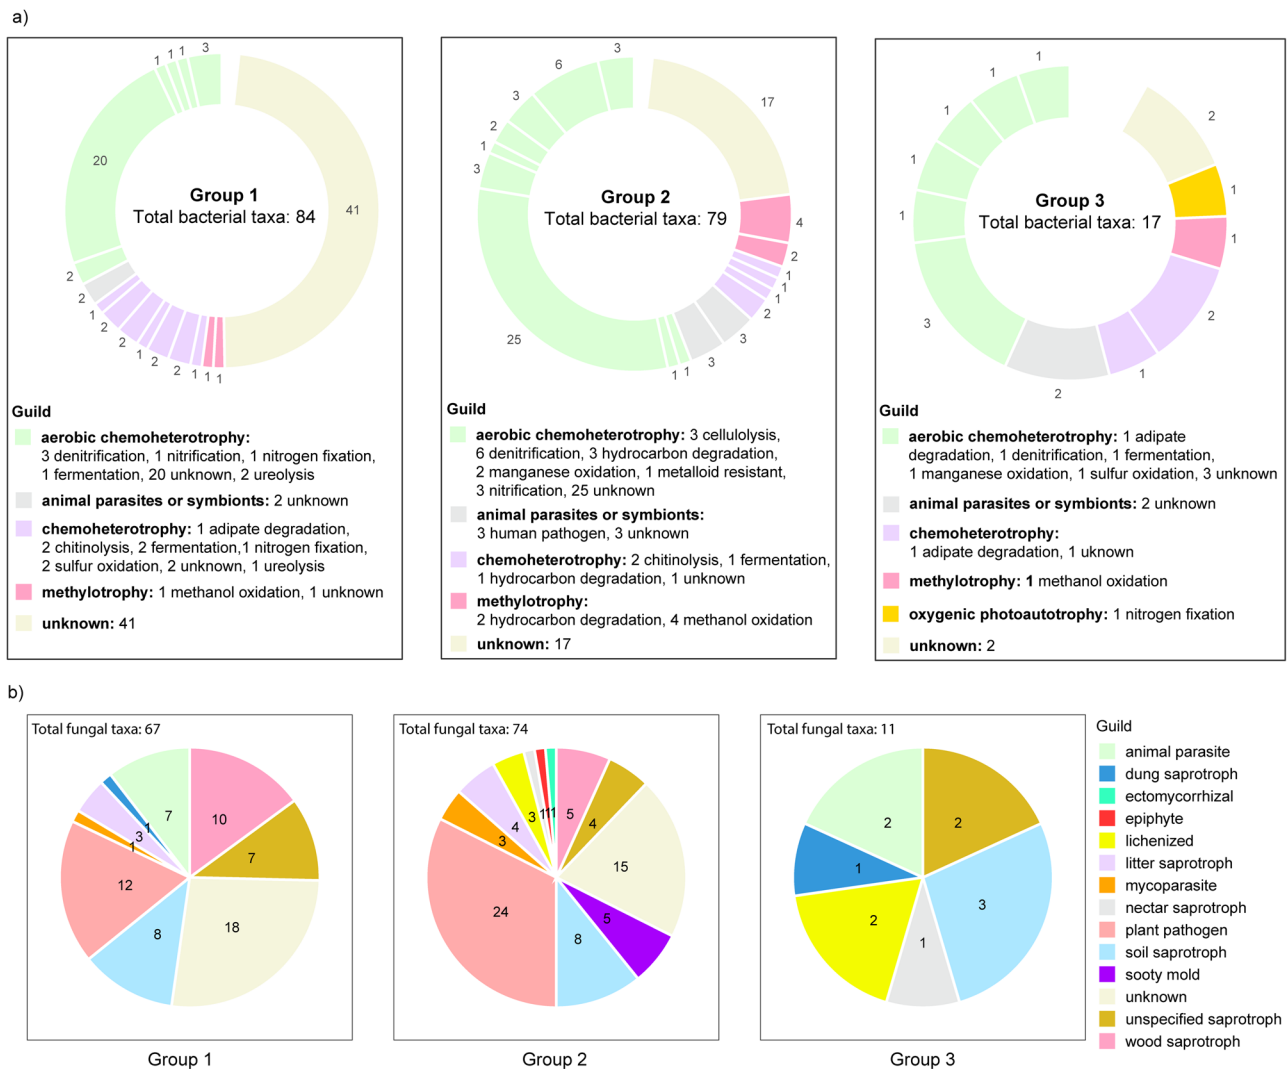 a)
3
1
1
1
20
2
2
1
2
2
1
2
2
1
1
1
41
Group 1
Total bacterial taxa: 84
Guild
aerobic chemoheterotrophy:
3 denitrification, 1 nitrification, 1 nitrogen fixation,
1 fermentation, 20 unknown, 2 ureolysis
animal parasites or symbionts: 2 unknown
chemoheterotrophy: 1 adipate degradation,
2 chitinolysis, 2 fermentation,1 nitrogen fixation,
2 sulfur oxidation, 2 unknown, 1 ureolysis
methylotrophy: 1 methanol oxidation, 1 unknown
unknown: 41
3
6
3
2
1
3
25
1
1
3
3
2
1
1
1
2
4
17
Group 2
Total bacterial taxa: 79
Guild
aerobic chemoheterotrophy: 3 cellulolysis,
6 denitrification, 3 hydrocarbon degradation,
2 manganese oxidation, 1 metalloid resistant,
3 nitrification, 25 unknown
animal parasites or symbionts:
3 human pathogen, 3 unknown
chemoheterotrophy: 2 chitinolysis, 1 fermentation,
1 hydrocarbon degradation, 1 unknown
methylotrophy:
2 hydrocarbon degradation, 4 methanol oxidation
unknown: 17
1
1
1
1
1
3
2
1
2
1
1
2
Group 3
Total bacterial taxa: 17
Guild
aerobic chemoheterotrophy: 1 adipate
degradation, 1 denitrification, 1 fermentation,
1 manganese oxidation, 1 sulfur oxidation, 3 unknown
animal parasites or symbionts: 2 unknown
chemoheterotrophy:
1 adipate degradation, 1 uknown
methylotrophy: 1 methanol oxidation
oxygenic photoautotrophy: 1 nitrogen fixation
unknown: 2
b)
Total fungal taxa: 67
7
10
1
3
1
7
12
18
8
Group 1
Total fungal taxa: 74
1
1
1
3
5
4
4
3
15
24
5
8
Group 2
Total fungal taxa: 11
2
2
1
3
2
1
Group 3
Guild
animal parasite
dung saprotroph
ectomycorrhizal
epiphyte
lichenized
litter saprotroph
mycoparasite
nectar saprotroph
plant pathogen
soil saprotroph
sooty mold
unknown
unspecified saprotroph
wood saprotroph